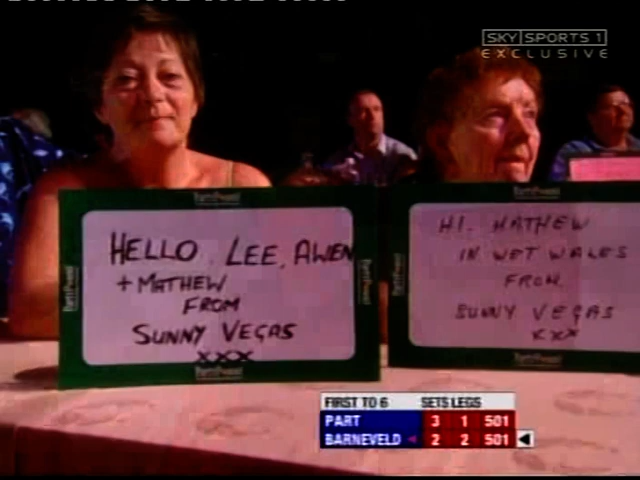 SKY SPORTS 1
EXCLUSIVE
HELLO. LEE, AWEN
+ MATHEW
FROM
SUNNY VEGAS
XXX
HI. MATHEW
IN WET WALES
FROM
SUNNY VEGAS
XXX
FIRST TO 6 SETS LEGS
PART 3 1 501
BARNEVELD 2 2 501